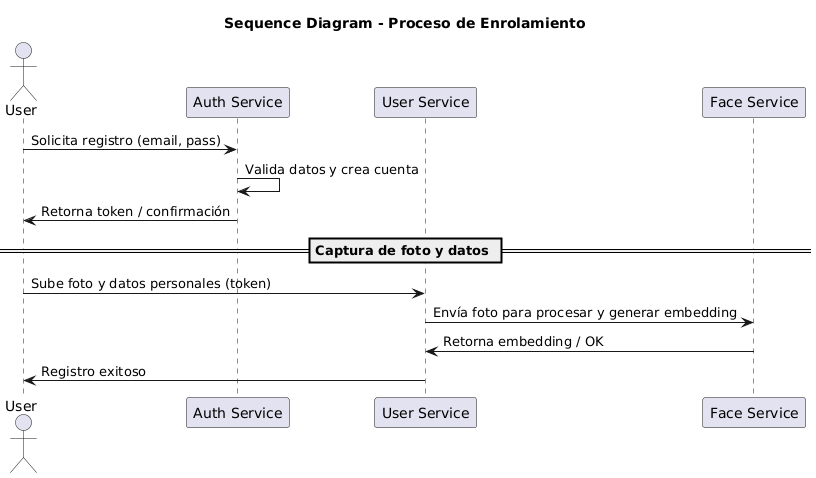 Sequence Diagram - Proceso de Enrolamiento
User
Auth Service
User Service
Face Service
Solicita registro (email, pass)
Valida datos y crea cuenta
Retorna token / confirmación
Captura de foto y datos
Sube foto y datos personales (token)
Envía foto para procesar y generar embedding
Retorna embedding / OK
Registro exitoso
User
Auth Service
User Service
Face Service